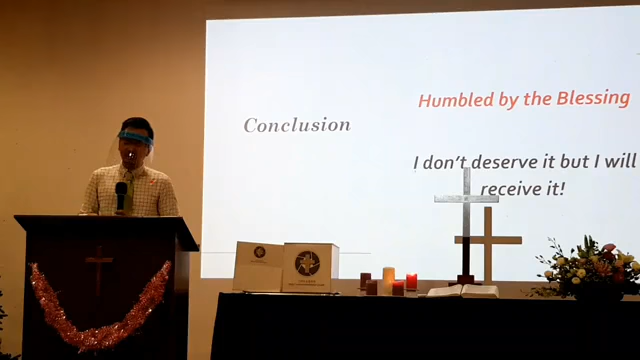 Conclusion
Humbled by the Blessing
I don't deserve it but I will
receive it!